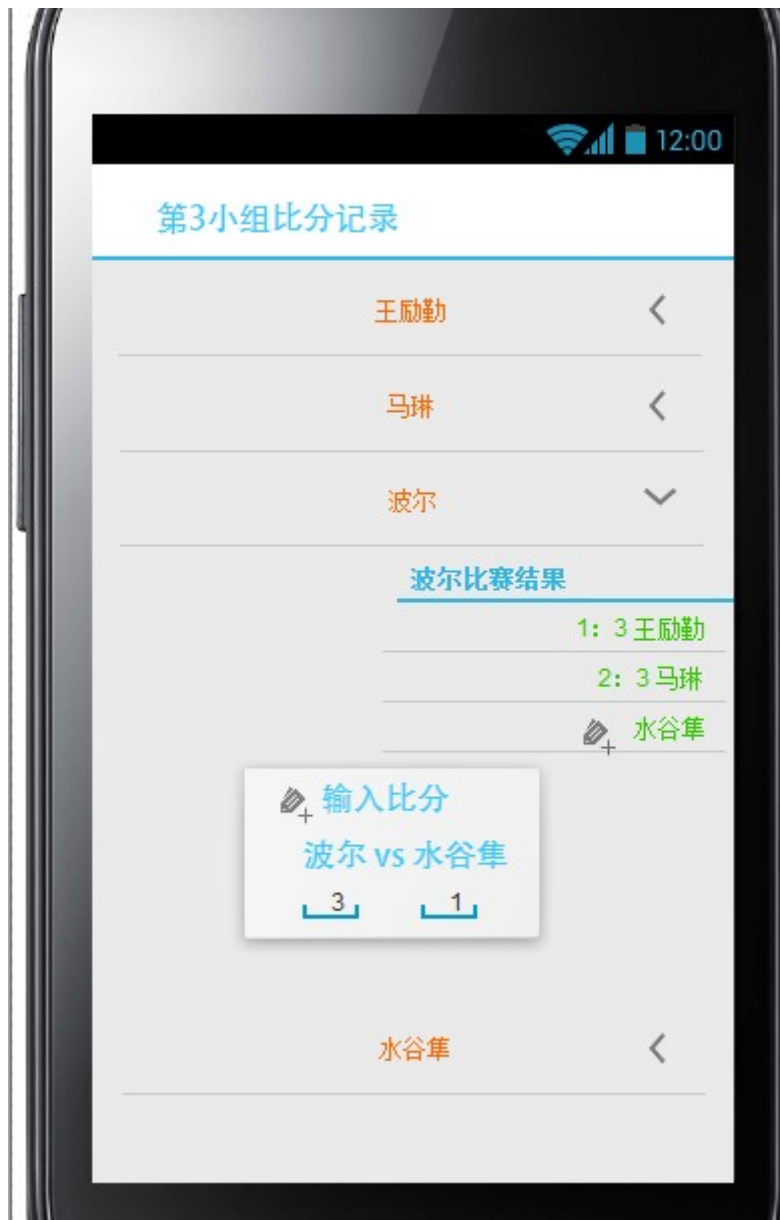 12:00
第3小组比分记录
王励勤
马琳
波尔
波尔比赛结果
1：3 王励勤
2：3 马琳
水谷隼
输入比分
波尔 vs 水谷隼
3 1
水谷隼